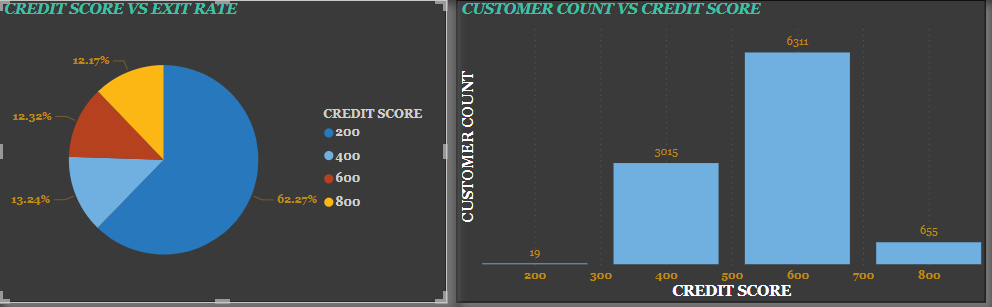 CREDIT SCORE VS EXIT RATE
12.17%
12.32%
13.24%
62.27%
CREDIT SCORE
200
400
600
800
CUSTOMER COUNT VS CREDIT SCORE
CUSTOMER COUNT
19
3015
6311
655
200 300 400 500 600 700 800
CREDIT SCORE